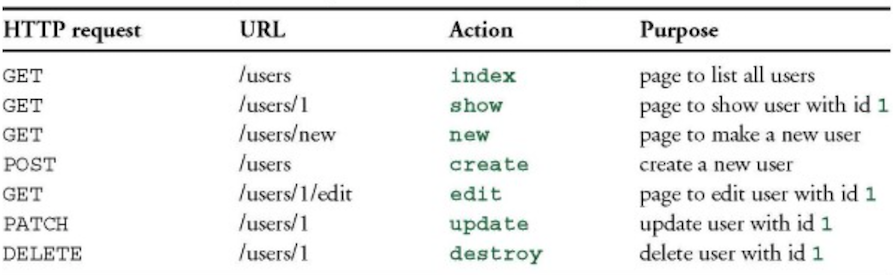 HTTP request URL Action Purpose
GET /users index page to list all users
GET /users/1 show page to show user with id 1
GET /users/new new page to make a new user
POST /users create create a new user
GET /users/1/edit edit page to edit user with id 1
PATCH /users/1 update update user with id 1
DELETE /users/1 destroy delete user with id 1